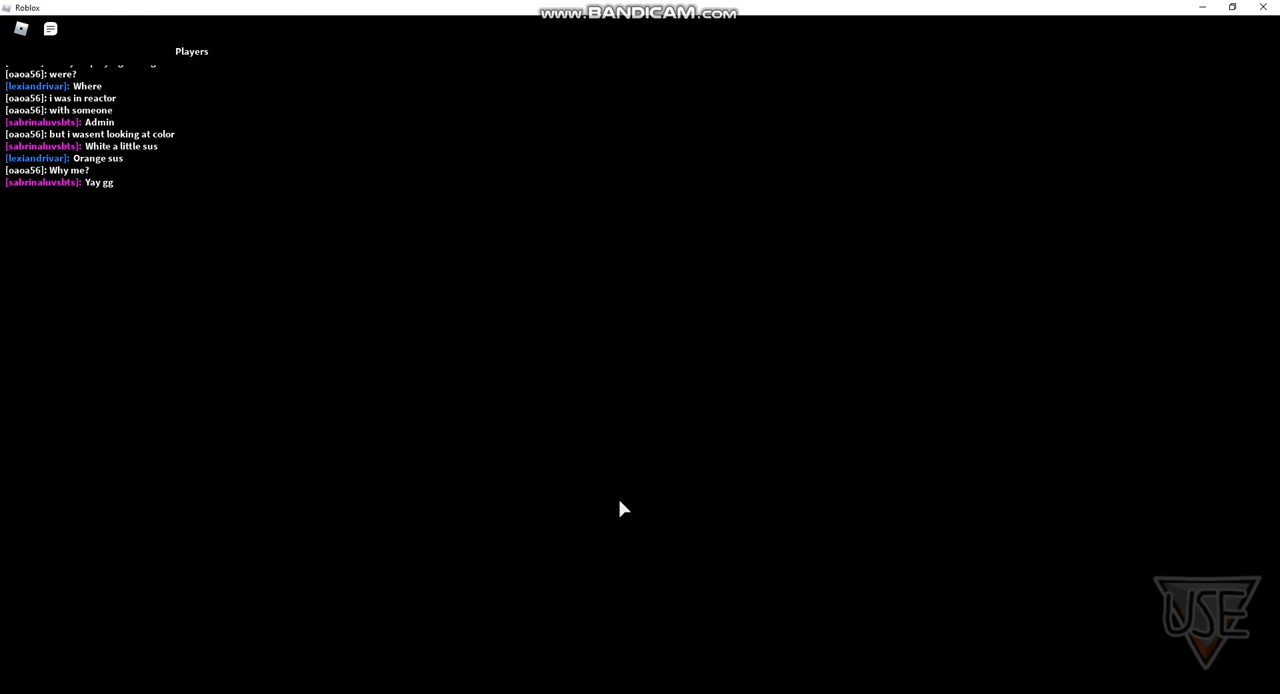 Roblox
www.BANDICAM.com
Players
[oaoa56]: were?
[lexiandrivar]: Where
[oaoa56]: i was in reactor
[oaoa56]: with someone
[sabrinaluvsbts]: Admin
[oaoa56]: but i wasent looking at color
[sabrinaluvsbts]: White a little sus
[lexiandrivar]: Orange sus
[oaoa56]: Why me?
[sabrinaluvsbts]: Yay gg
USE